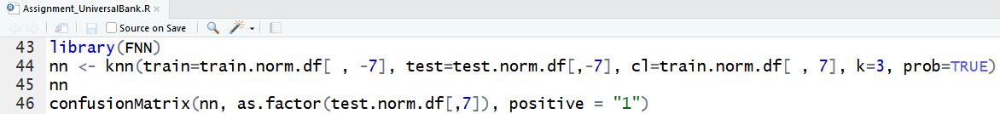 Assignment_UniversalBank.R
Source on Save
43 library(FNN)
44 nn <- knn(train=train.norm.df[ , -7], test=test.norm.df[,-7], cl=train.norm.df[ , 7], k=3, prob=TRUE)
45 nn
46 confusionMatrix(nn, as.factor(test.norm.df[,7]), positive = "1")